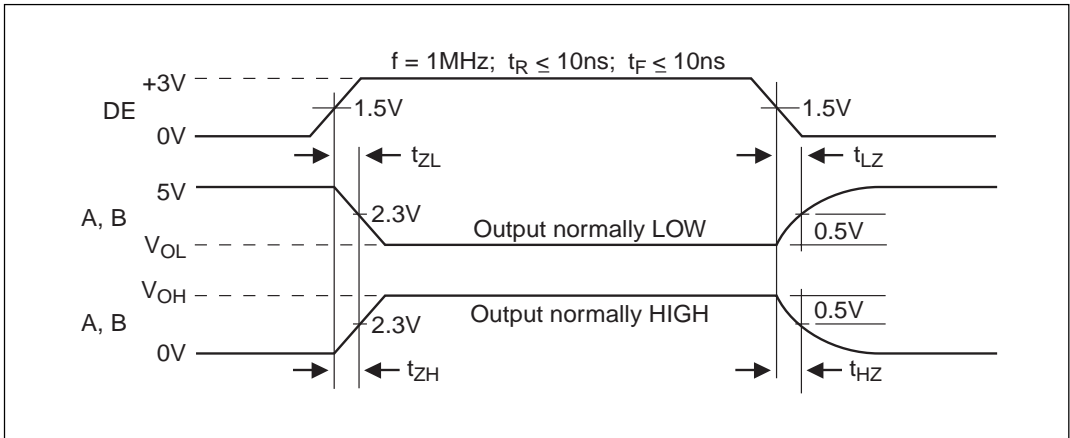 f = 1MHz; tR ≤ 10ns; tF ≤ 10ns
+3V
DE
1.5V
1.5V
0V
tZL
tLZ
5V
A, B
2.3V
Output normally LOW
0.5V
VOL
VOH
A, B
2.3V
Output normally HIGH
0.5V
0V
tZH
tHZ